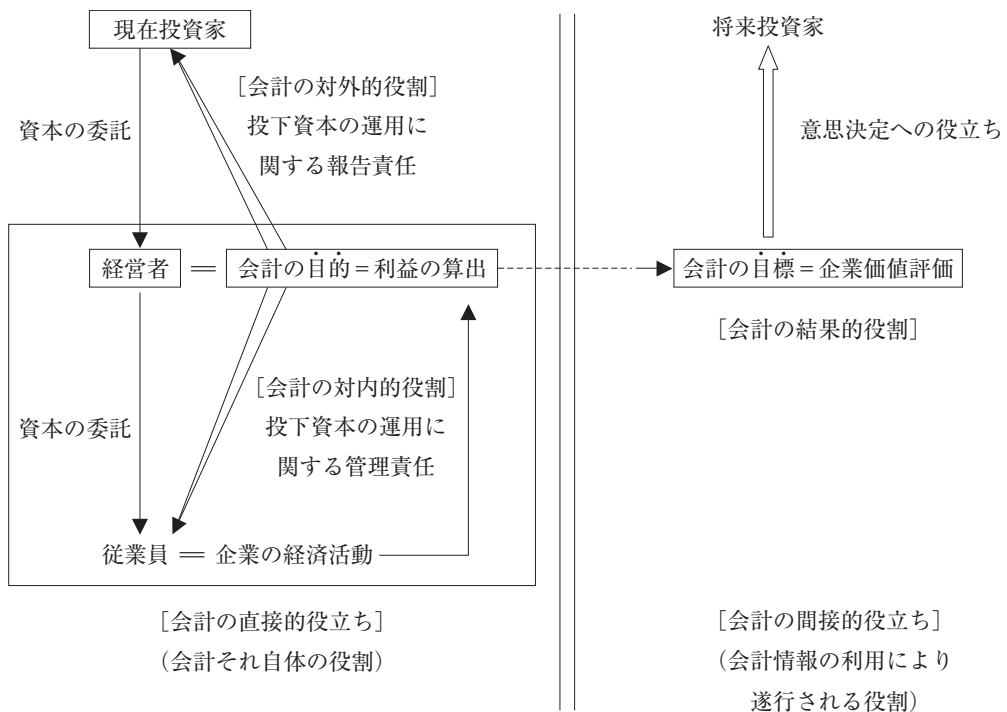 現在投資家
資本の委託
［会計の対外的役割］
投下資本の運用に
関する報告責任
経営者
＝
会計の目的＝利益の算出
資本の委託
［会計の対内的役割］
投下資本の運用に
関する管理責任
従業員 ＝ 企業の経済活動
［会計の直接的役立ち］
（会計それ自体の役割）
将来投資家
意思決定への役立ち
会計の目標＝企業価値評価
［会計の結果的役割］
［会計の間接的役立ち］
（会計情報の利用により
遂行される役割）